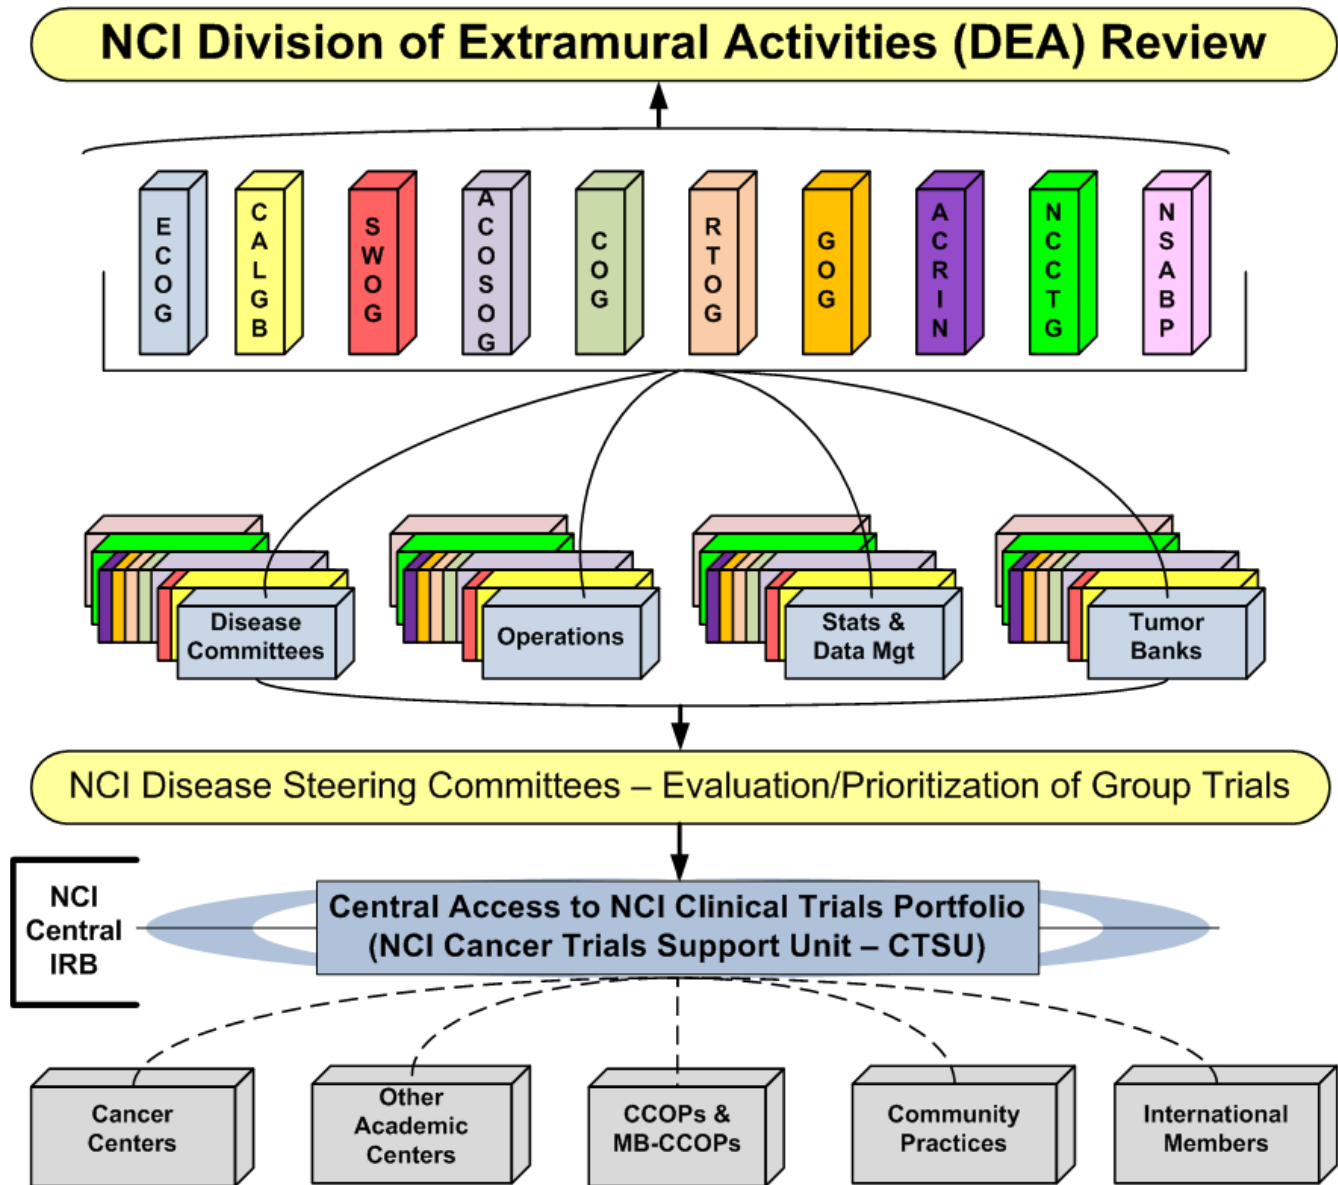 NCI Division of Extramural Activities (DEA) Review
ECOG
CALGB
SWOG
ACOSOG
COG
RTOG
GOG
ACRIN
NCCTG
NSABP
Disease
Committees
Operations
Stats &
Data Mgt
Tumor
Banks
NCI Disease Steering Committees – Evaluation/Prioritization of Group Trials
NCI
Central
IRB
Central Access to NCI Clinical Trials Portfolio
(NCI Cancer Trials Support Unit – CTSU)
Cancer
Centers
Other
Academic
Centers
CCOPs &
MB-CCOPs
Community
Practices
International
Members